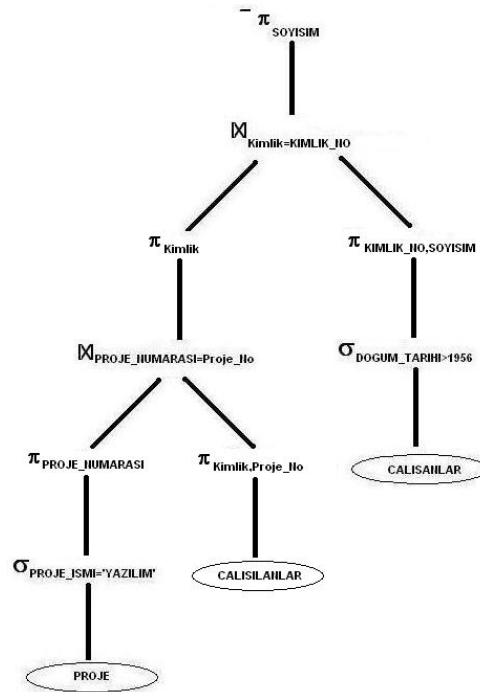 π SOYISIM
⋈ Kimlik=KIMLIK_NO
π Kimlik
π KIMLIK_NO,SOYISIM
⋈ PROJE_NUMARASI=Proje_No
σ DOGUM_TARIHI>1956
π PROJE_NUMARASI
π Kimlik,Proje_No
CALISANLAR
σ PROJE_ISMI='YAZILIM'
CALISILANLAR
PROJE